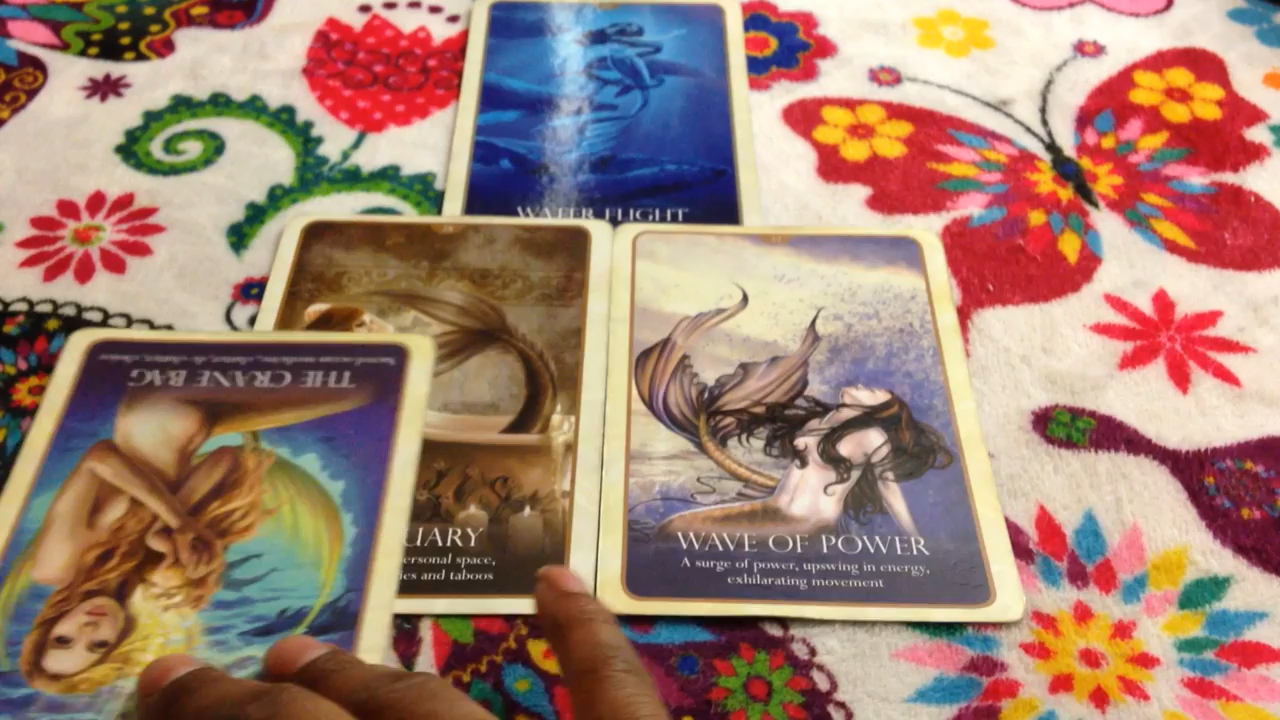 WATER FLIGHT
THE CRANE BAG
UARY
ersonal space,
ies and taboos
WAVE OF POWER
A surge of power, upswing in energy,
exhilarating movement